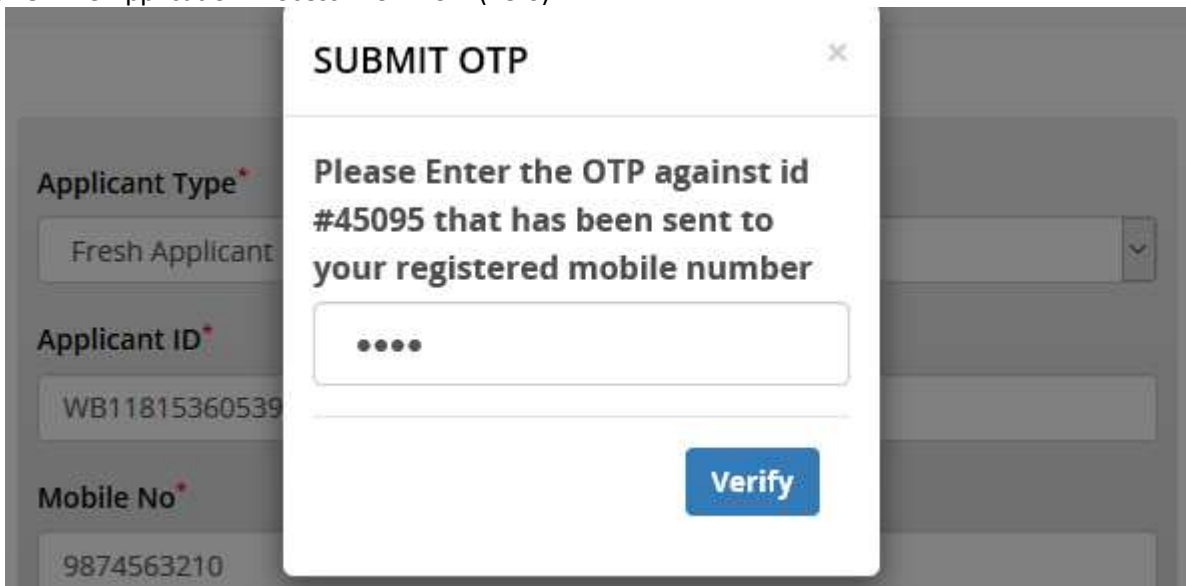 SUBMIT OTP ×
Please Enter the OTP against id
#45095 that has been sent to
your registered mobile number
••••
Verify
Applicant Type*
Fresh Applicant
Applicant ID*
WB11815360539
Mobile No*
9874563210